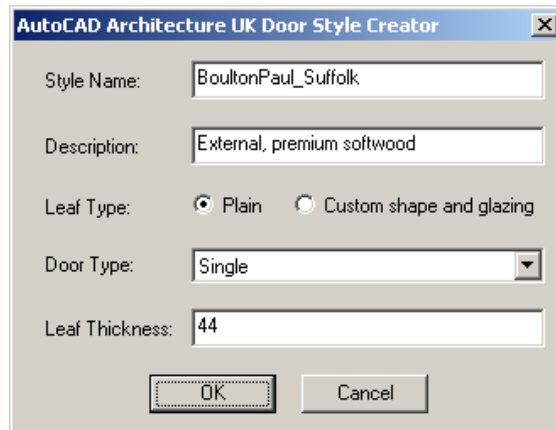 AutoCAD Architecture UK Door Style Creator
Style Name: BoultonPaul_Suffolk
Description: External, premium softwood
Leaf Type: Plain Custom shape and glazing
Door Type: Single
Leaf Thickness: 44
OK Cancel